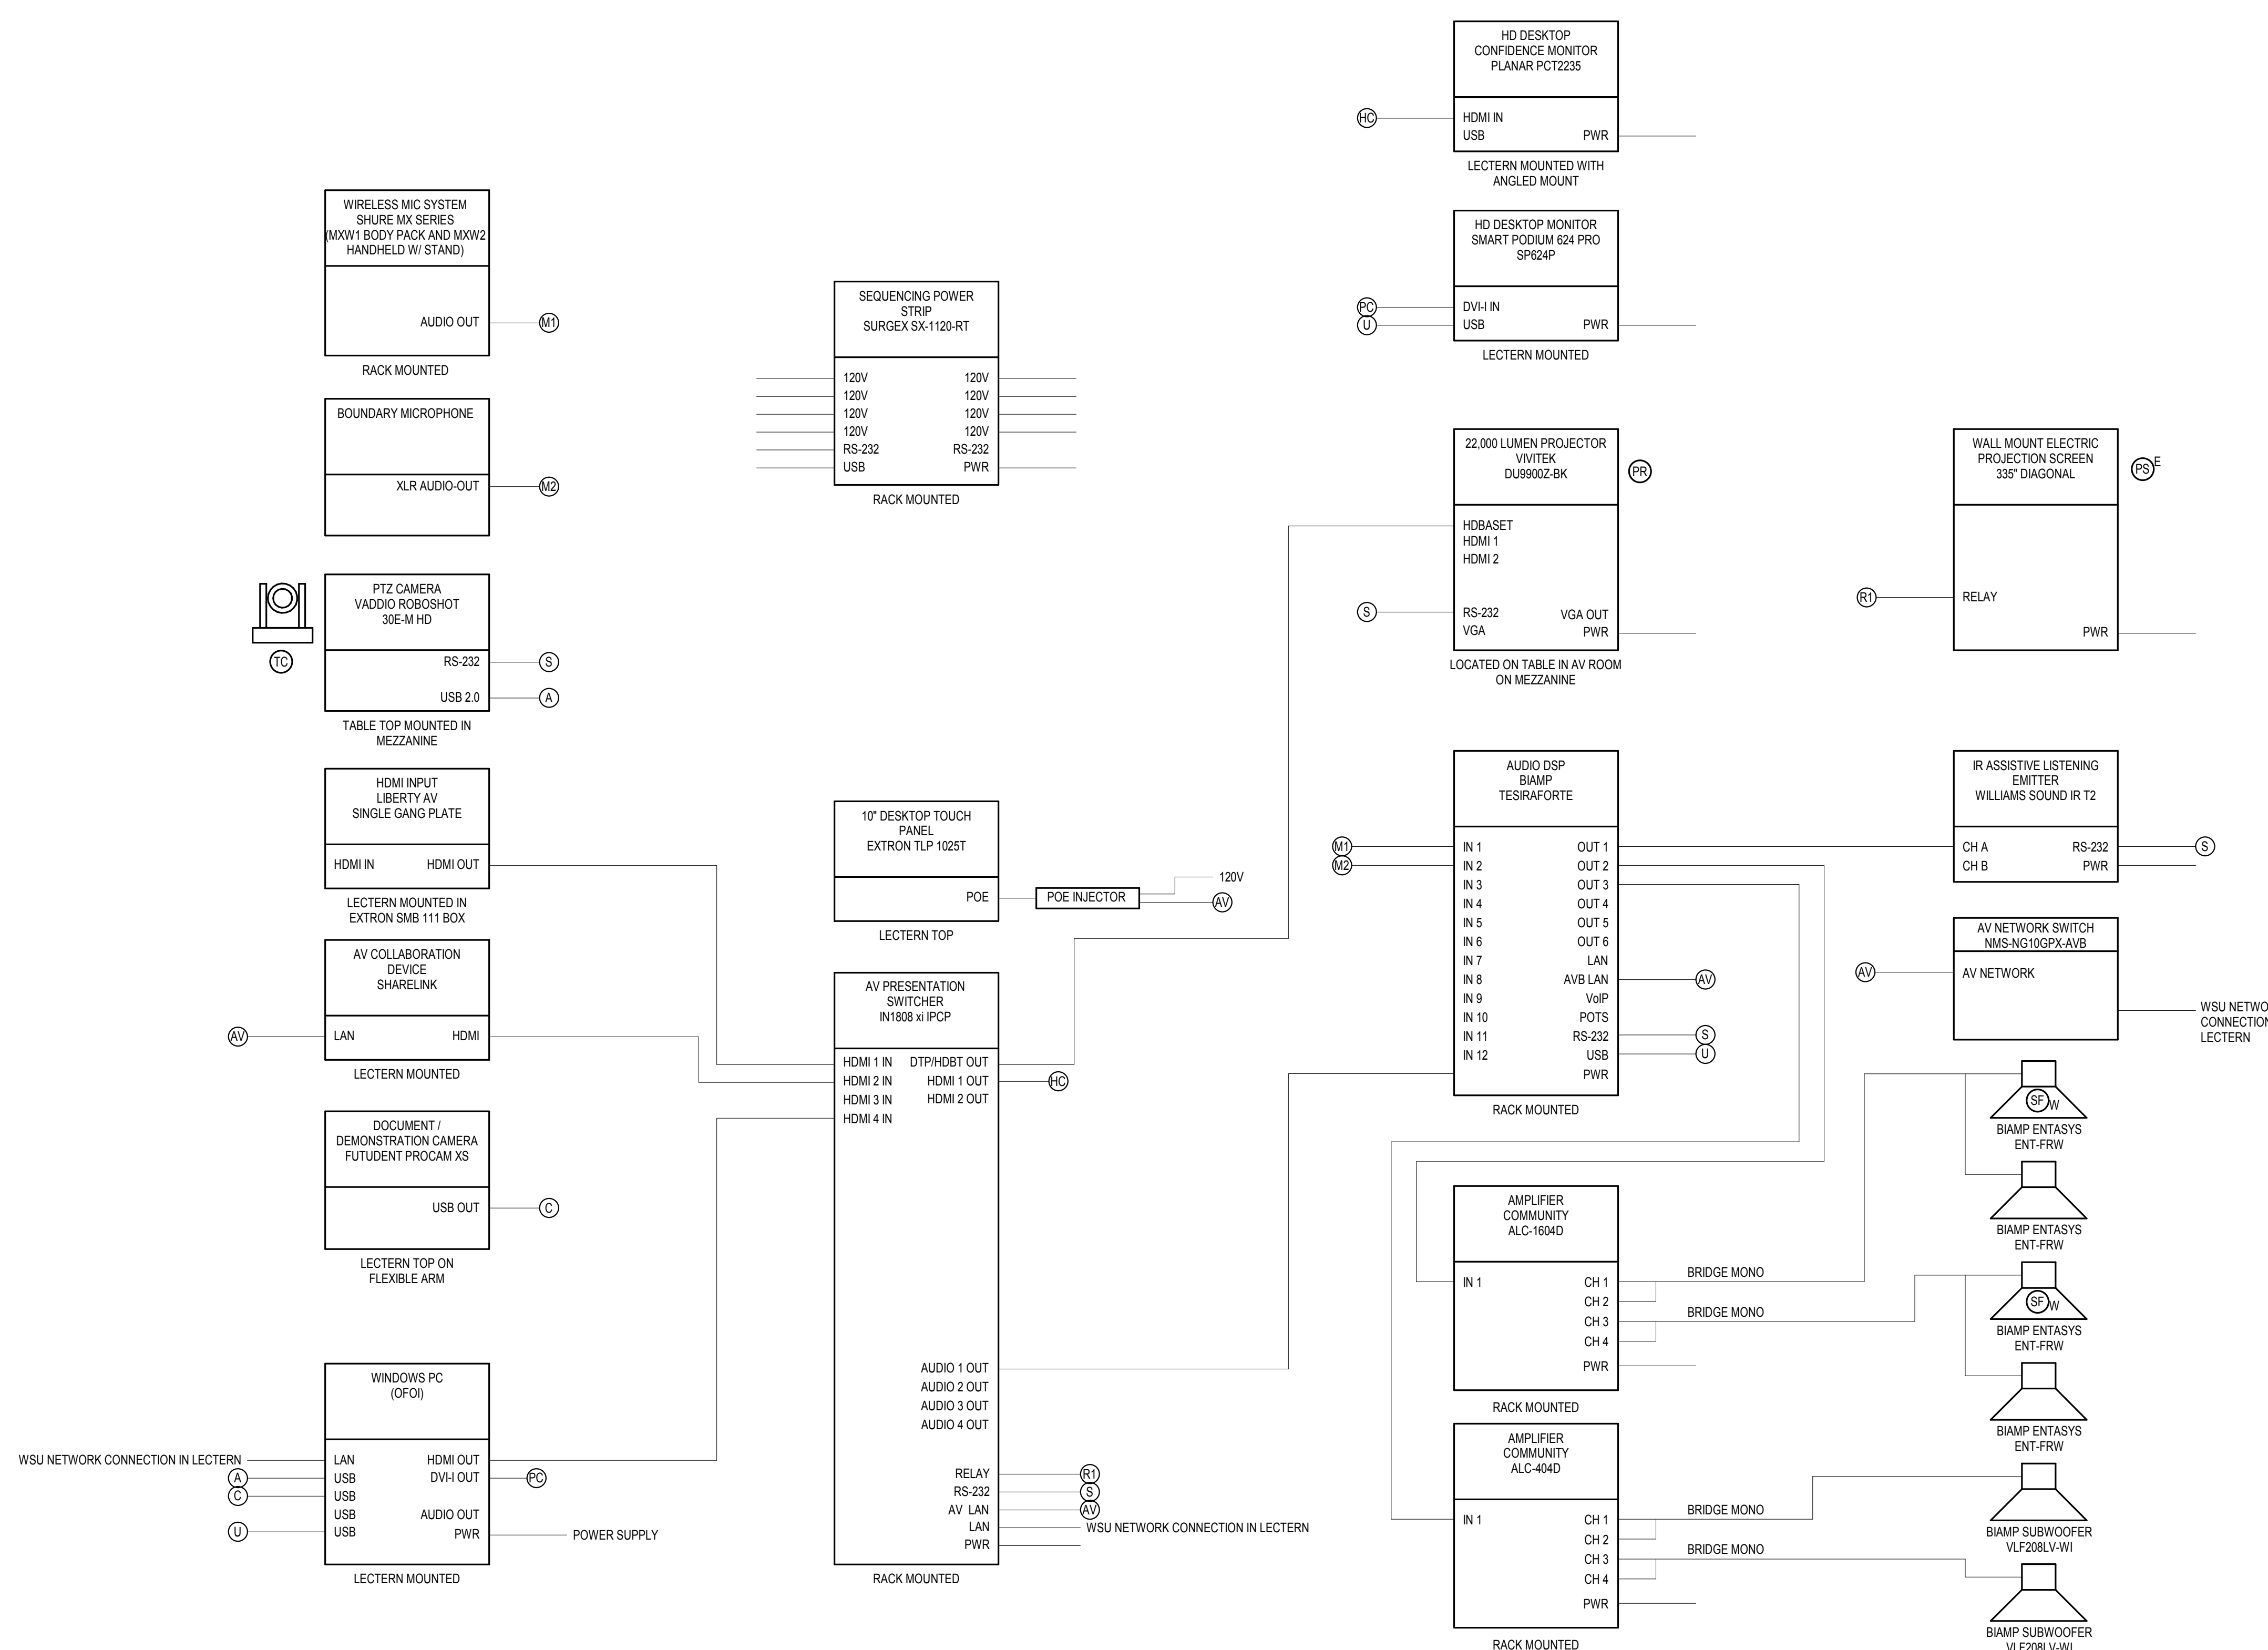 HD DESKTOP
CONFIDENCE MONITOR
PLANAR PCT2235
HC
HDMI IN
USB PWR
LECTERN MOUNTED WITH
ANGLED MOUNT
WIRELESS MIC SYSTEM
SHURE MX SERIES
(MXW1 BODY PACK AND MXW2
HANDHELD W/ STAND)
AUDIO OUT M1
RACK MOUNTED
HD DESKTOP MONITOR
SMART PODIUM 624 PRO
SP624P
PC DVI-I IN
U USB PWR
LECTERN MOUNTED
SEQUENCING POWER
STRIP
SURGEX SX-1120-RT
120V 120V
120V 120V
120V 120V
120V 120V
RS-232 RS-232
USB PWR
RACK MOUNTED
BOUNDARY MICROPHONE
XLR AUDIO-OUT M2
22,000 LUMEN PROJECTOR
VIVITEK
DU9900Z-BK
PR
HDBASET
HDMI 1
HDMI 2
S RS-232 VGA OUT
VGA PWR
LOCATED ON TABLE IN AV ROOM
ON MEZZANINE
WALL MOUNT ELECTRIC
PROJECTION SCREEN
335" DIAGONAL
PS E
R1 RELAY
PWR
PTZ CAMERA
VADDIO ROBOSHOT
30E-M HD
TC
RS-232 S
USB 2.0 A
TABLE TOP MOUNTED IN
MEZZANINE
HDMI INPUT
LIBERTY AV
SINGLE GANG PLATE
HDMI IN HDMI OUT
LECTERN MOUNTED IN
EXTRON SMB 111 BOX
10" DESKTOP TOUCH
PANEL
EXTRON TLP 1025T
POE POE INJECTOR 120V
AV
LECTERN TOP
AUDIO DSP
BIAMP
TESIRAFORTE
M1 IN 1 OUT 1
M2 IN 2 OUT 2
IN 3 OUT 3
IN 4 OUT 4
IN 5 OUT 5
IN 6 OUT 6
IN 7 LAN
IN 8 AVB LAN AV
IN 9 VoIP
IN 10 POTS
IN 11 RS-232 S
IN 12 USB U
PWR
RACK MOUNTED
IR ASSISTIVE LISTENING
EMITTER
WILLIAMS SOUND IR T2
CH A RS-232 S
CH B PWR
AV NETWORK SWITCH
NMS-NG10GPX-AVB
AV AV NETWORK
WSU
LECTERN
AV COLLABORATION
DEVICE
SHARELINK
AV LAN HDMI
LECTERN MOUNTED
AV PRESENTATION
SWITCHER
IN1808 xi IPCP
HDMI 1 IN DTP/HDBT OUT
HDMI 2 IN HDMI 1 OUT HC
HDMI 3 IN HDMI 2 OUT
HDMI 4 IN
AUDIO 1 OUT
AUDIO 2 OUT
AUDIO 3 OUT
AUDIO 4 OUT
RELAY R1
RS-232 S
AV LAN AV
LAN WSU NETWORK CONNECTION IN LECTERN
PWR
RACK MOUNTED
DOCUMENT /
DEMONSTRATION CAMERA
FUTUDENT PROCAM XS
USB OUT C
LECTERN TOP ON
FLEXIBLE ARM
WINDOWS PC
(OFOI)
WSU NETWORK CONNECTION IN LECTERN LAN HDMI OUT
A USB DVI-I OUT PC
C USB
USB AUDIO OUT
U USB PWR POWER SUPPLY
LECTERN MOUNTED
AMPLIFIER
COMMUNITY
ALC-1604D
IN 1 CH 1 BRIDGE MONO
CH 2
CH 3 BRIDGE MONO
CH 4
PWR
RACK MOUNTED
AMPLIFIER
COMMUNITY
ALC-404D
IN 1 CH 1 BRIDGE MONO
CH 2
CH 3 BRIDGE MONO
CH 4
PWR
RACK MOUNTED
SF W
BIAMP ENTASYS
ENT-FRW
BIAMP ENTASYS
ENT-FRW
SF W
BIAMP ENTASYS
ENT-FRW
BIAMP ENTASYS
ENT-FRW
BIAMP SUBWOOFER
VLF208LV-WI
BIAMP SUBWOOFER
VLF208LV-WI